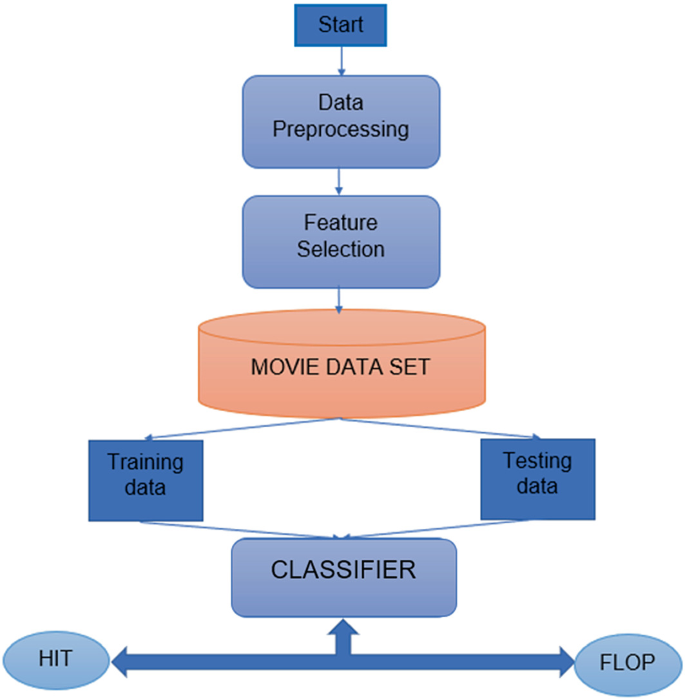 Start
Data
Preprocessing
Feature
Selection
MOVIE DATA SET
Training
data
Testing
data
CLASSIFIER
HIT
FLOP